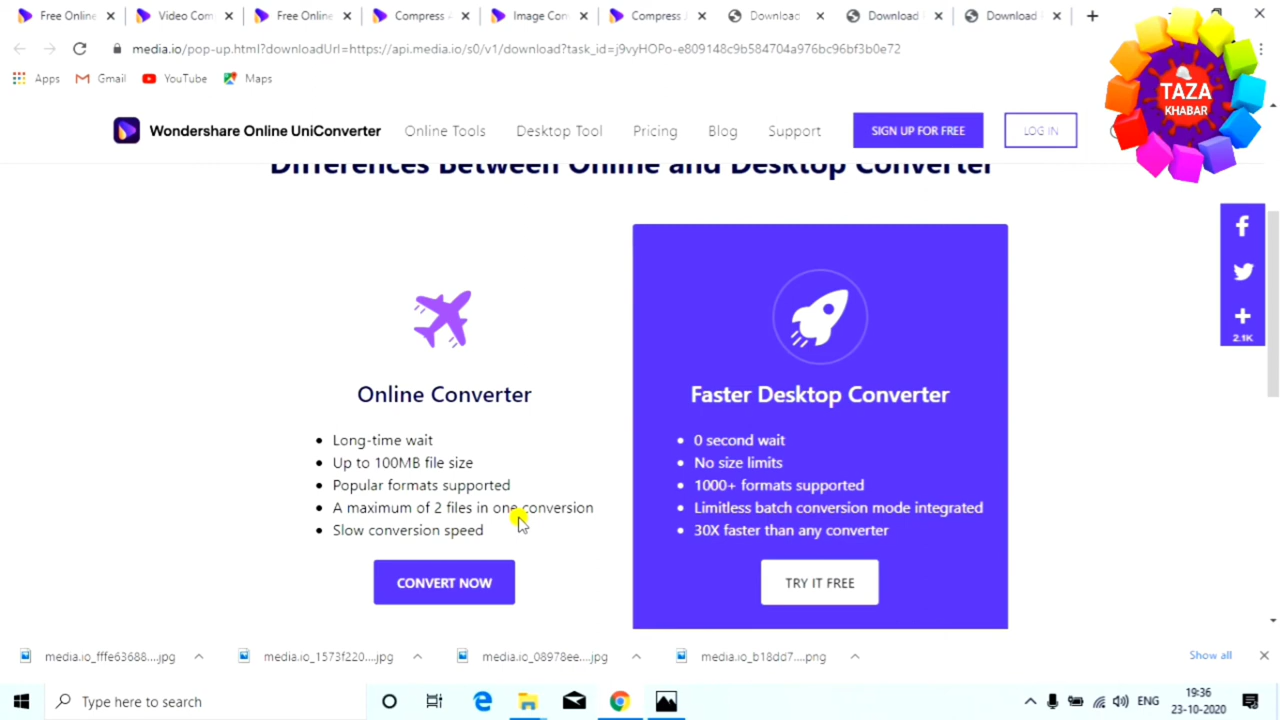 Free Online
Video Com
Free Online
Compress
Image Con
Compress
Download
Download
Download
media.io/pop-up.html?downloadUrl=https://api.media.io/s0/v1/download?task_id=j9vyHOPo-e809148c9b584704a976bc96bf3b0e72
Apps
Gmail
YouTube
Maps
TAZA
KHABAR
Wondershare Online UniConverter
Online Tools
Desktop Tool
Pricing
Blog
Support
SIGN UP FOR FREE
LOG IN
Differences Between Online and Desktop Converter
2.1K
Online Converter
Long-time wait
Up to 100MB file size
Popular formats supported
A maximum of 2 files in one conversion
Slow conversion speed
CONVERT NOW
Faster Desktop Converter
0 second wait
No size limits
1000+ formats supported
Limitless batch conversion mode integrated
30X faster than any converter
TRY IT FREE
media.io_fffe63688....jpg
media.io_1573f220....jpg
media.io_08978ee....jpg
media.io_b18dd7....png
Show all
Type here to search
ENG
19:36
23-10-2020